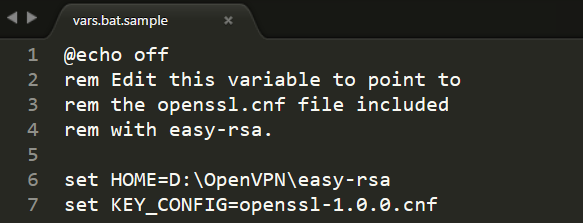 vars.bat.sample
1 @echo off
2 rem Edit this variable to point to
3 rem the openssl.cnf file included
4 rem with easy-rsa.
5
6 set HOME=D:\OpenVPN\easy-rsa
7 set KEY_CONFIG=openssl-1.0.0.cnf